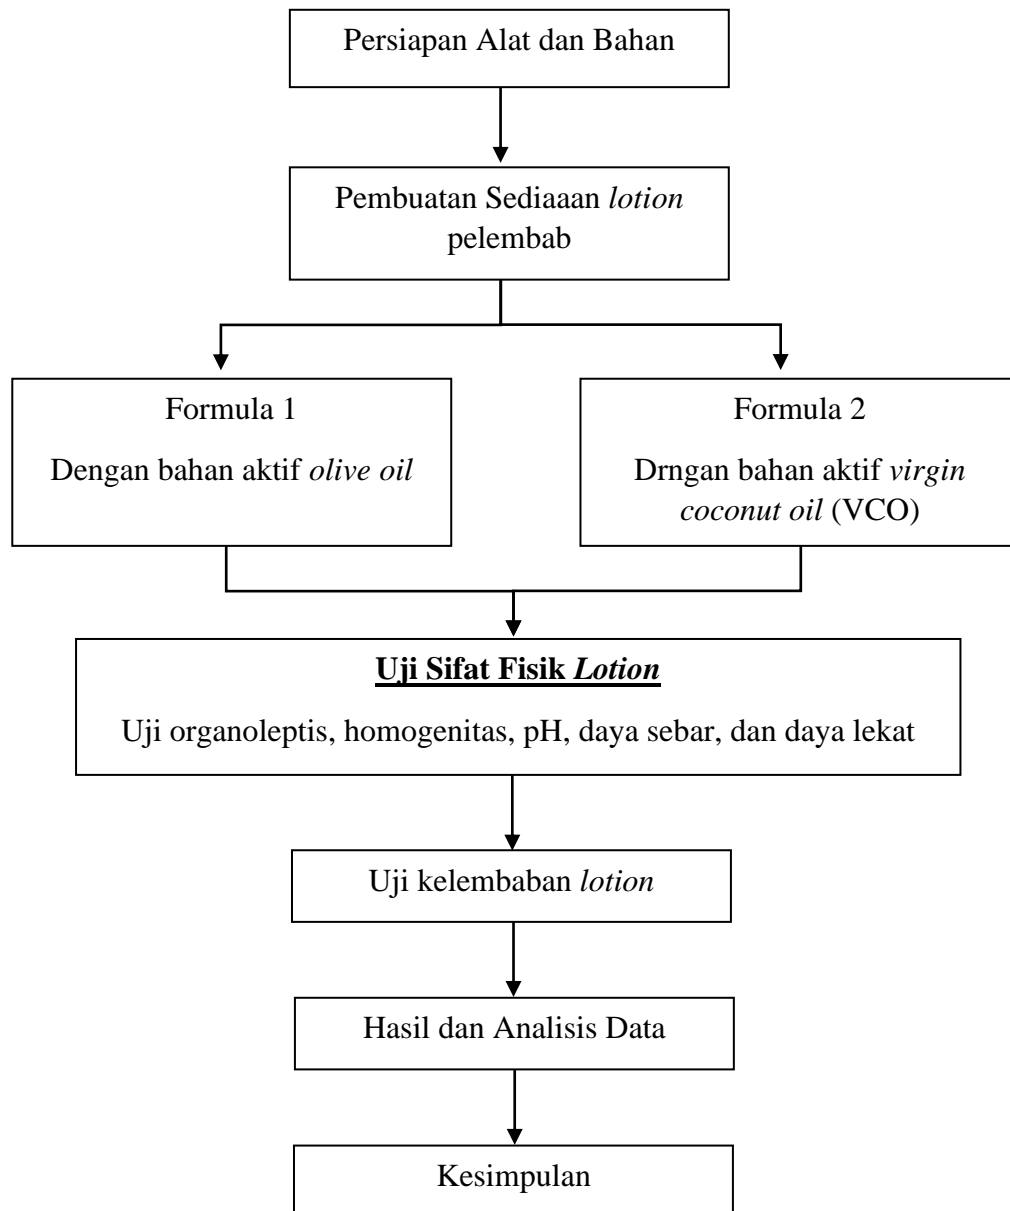 Persiapan Alat dan Bahan
Pembuatan Sediaaan lotion
pelembab
Formula 1
Dengan bahan aktif olive oil
Formula 2
Drngan bahan aktif virgin
coconut oil (VCO)
Uji Sifat Fisik Lotion
Uji organoleptis, homogenitas, pH, daya sebar, dan daya lekat
Uji kelembaban lotion
Hasil dan Analisis Data
Kesimpulan